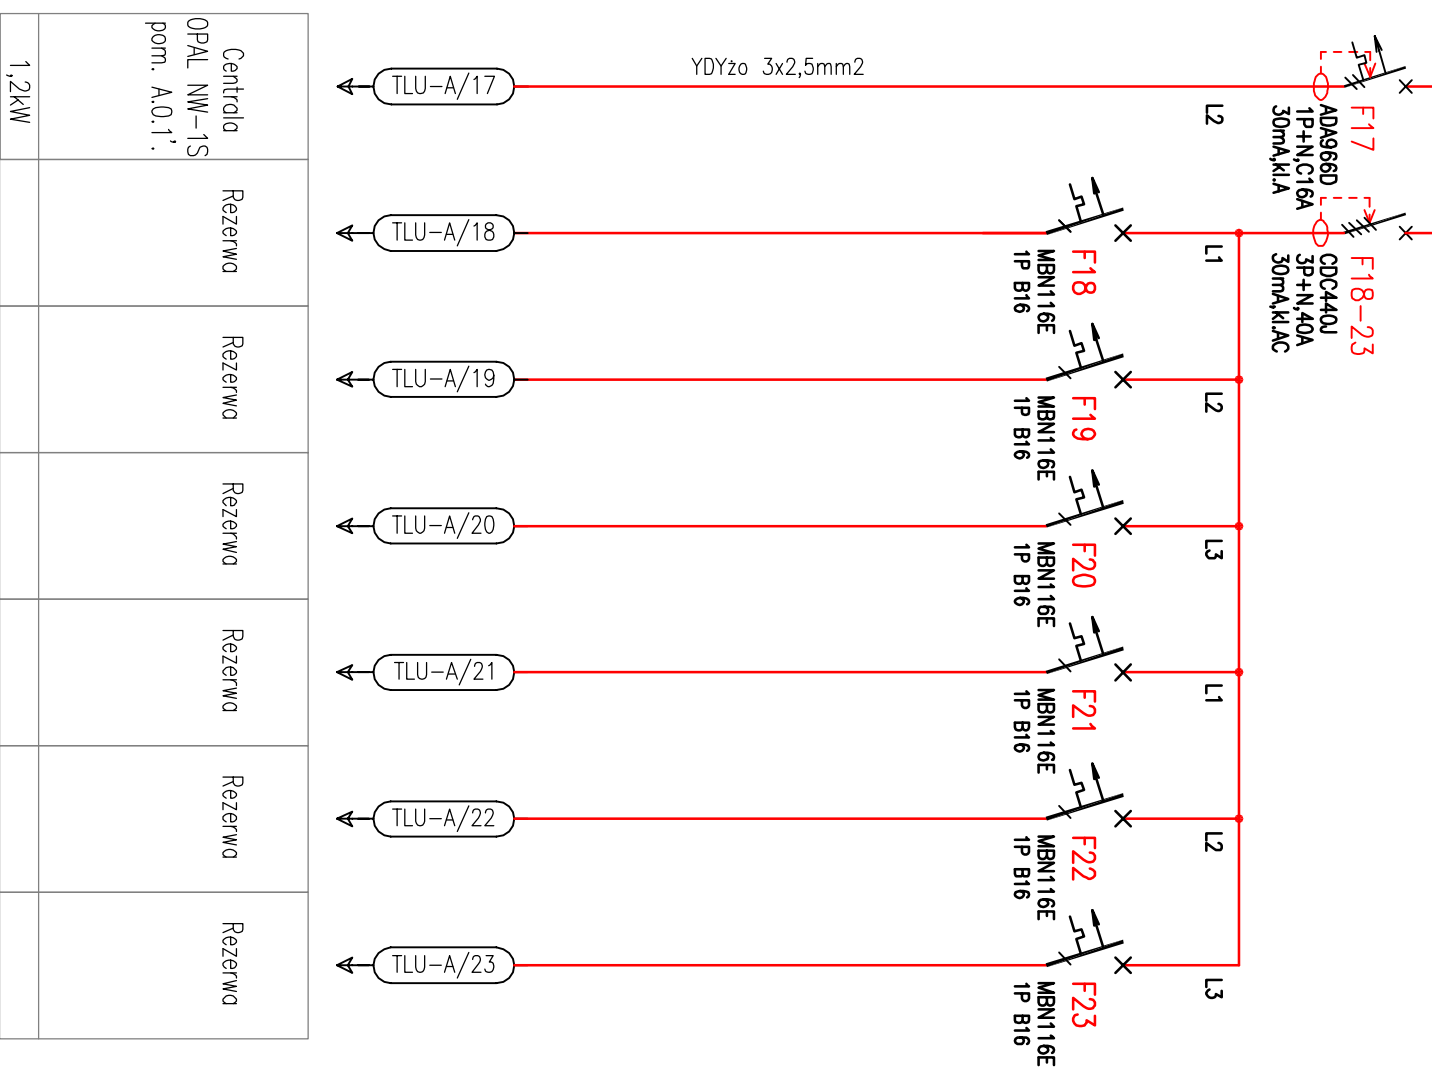 Centrala
OPAL NW-1S
pom. A.0.1'.
1,2kW
TLU-A/17
YDYżo 3x2,5mm2
L2
F17
ADA966D
1P+N,C16A
30mA,kl.A
Rezerwa
TLU-A/18
F18
MBN116E
1P B16
L1
F18-23
CDC440J
3P+N,40A
30mA,kl.AC
Rezerwa
TLU-A/19
F19
MBN116E
1P B16
L2
Rezerwa
TLU-A/20
F20
MBN116E
1P B16
L3
Rezerwa
TLU-A/21
F21
MBN116E
1P B16
L1
Rezerwa
TLU-A/22
F22
MBN116E
1P B16
L2
Rezerwa
TLU-A/23
F23
MBN116E
1P B16
L3